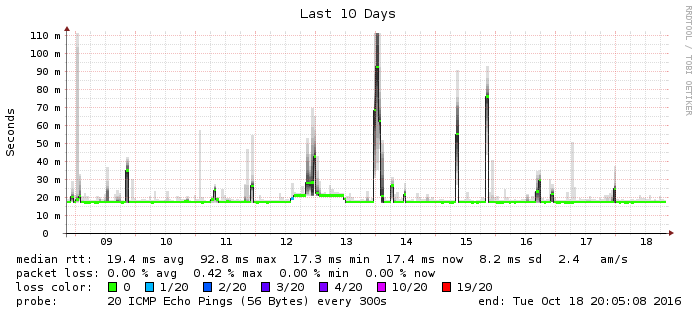 Last 10 Days
RRDTOOL / TOBI OETIKER
Seconds
110 m
100 m
90 m
80 m
70 m
60 m
50 m
40 m
30 m
20 m
10 m
0
09 10 11 12 13 14 15 16 17 18
median rtt: 19.4 ms avg 92.8 ms max 17.3 ms min 17.4 ms now 8.2 ms sd 2.4 am/s
packet loss: 0.00 % avg 0.42 % max 0.00 % min 0.00 % now
loss color: 0 1/20 2/20 3/20 4/20 10/20 19/20
probe: 20 ICMP Echo Pings (56 Bytes) every 300s end: Tue Oct 18 20:05:08 2016